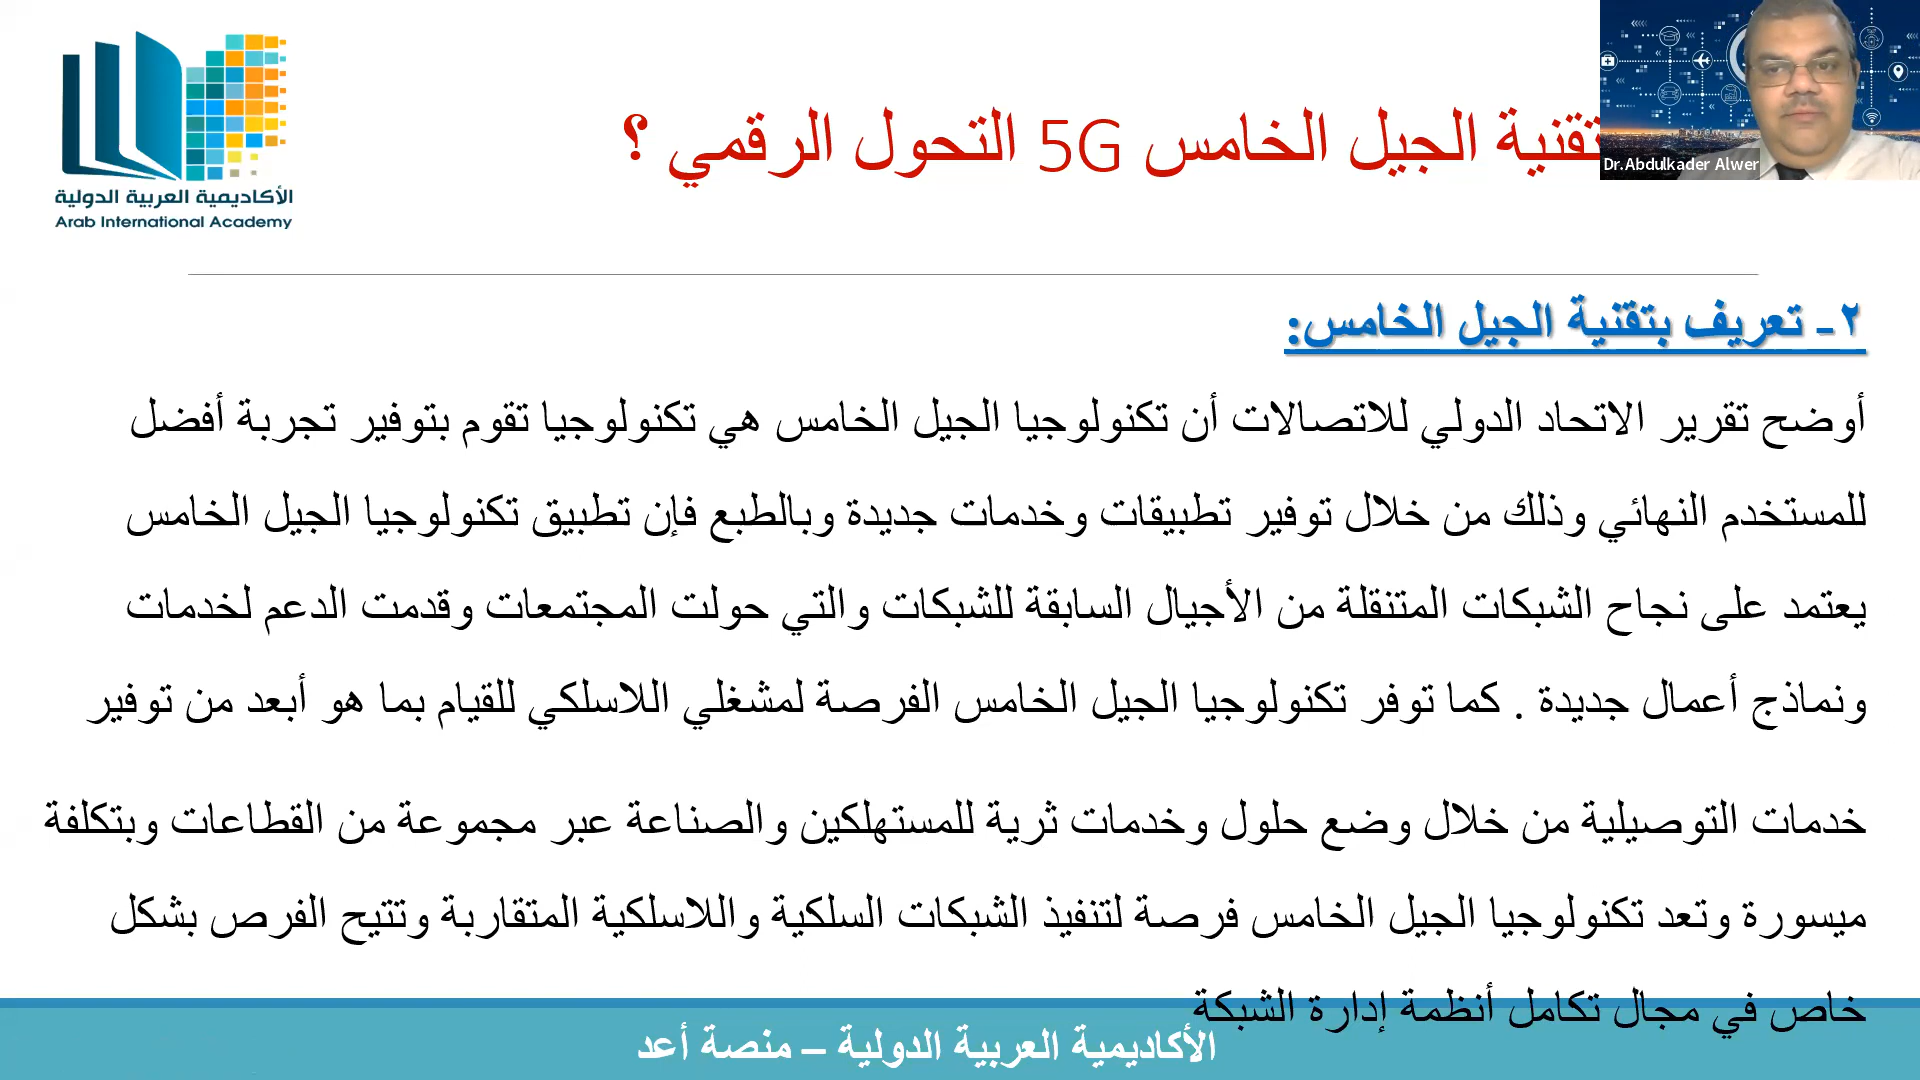 الأكاديمية العربية الدولية
Arab International Academy
تقنية الجيل الخامس 5G التحول الرقمي ؟
Dr.Abdulkader Alwer
٢- تعريف بتقنية الجيل الخامس:
أوضح تقرير الاتحاد الدولي للاتصالات أن تكنولوجيا الجيل الخامس هي تكنولوجيا تقوم بتوفير تجربة أفضل
للمستخدم النهائي وذلك من خلال توفير تطبيقات وخدمات جديدة وبالطبع فإن تطبيق تكنولوجيا الجيل الخامس
يعتمد على نجاح الشبكات المتنقلة من الأجيال السابقة للشبكات والتي حولت المجتمعات وقدمت الدعم لخدمات
ونماذج أعمال جديدة . كما توفر تكنولوجيا الجيل الخامس الفرصة لمشغلي اللاسلكي للقيام بما هو أبعد من توفير
خدمات التوصيلية من خلال وضع حلول وخدمات ثرية للمستهلكين والصناعة عبر مجموعة من القطاعات وبتكلفة
ميسورة وتعد تكنولوجيا الجيل الخامس فرصة لتنفيذ الشبكات السلكية واللاسلكية المتقاربة وتتيح الفرص بشكل
خاص في مجال تكامل أنظمة إدارة الشبكة
الأكاديمية العربية الدولية – منصة أعد